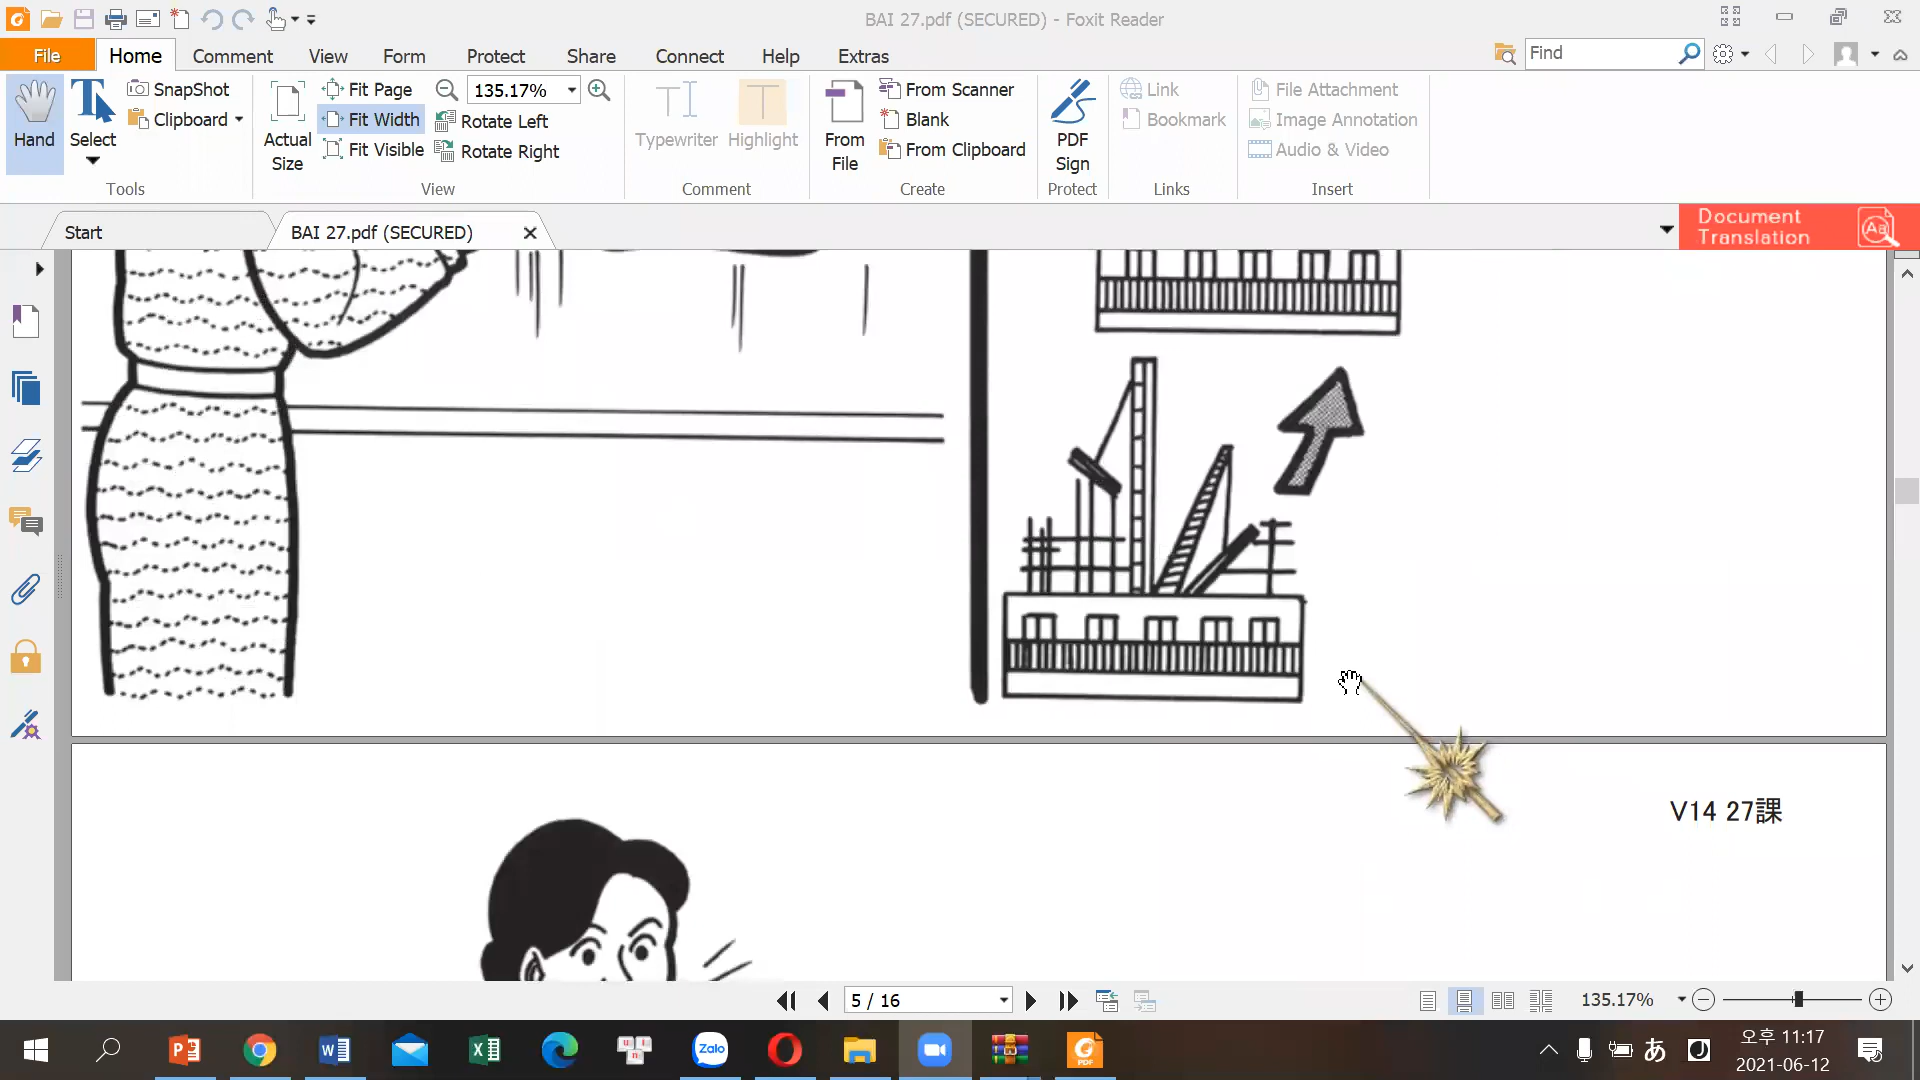 BAI 27.pdf (SECURED) - Foxit Reader
File Home Comment View Form Protect Share Connect Help Extras
Find
Hand
Select
SnapShot
Clipboard
Tools
Actual Size
Fit Page
Fit Width
Fit Visible
135.17%
Rotate Left
Rotate Right
View
Typewriter
Highlight
Comment
From File
From Scanner
Blank
From Clipboard
Create
PDF Sign
Protect
Link
Bookmark
Links
File Attachment
Image Annotation
Audio & Video
Insert
Start
BAI 27.pdf (SECURED)
Document
Translation
V14 27課
5 / 16
135.17%
Zalo
あ
오후 11:17
2021-06-12